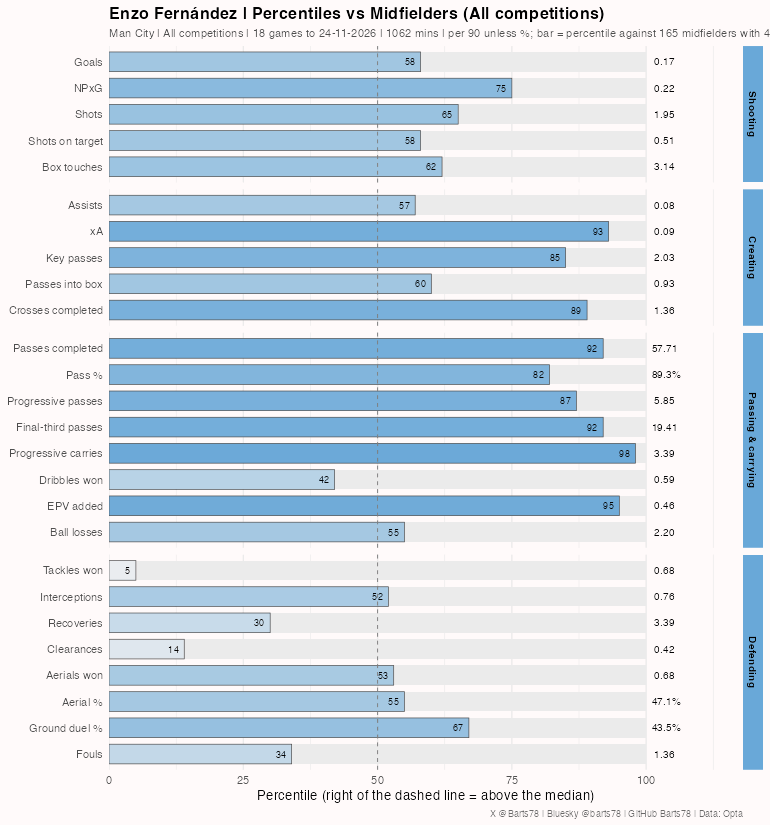 Enzo Fernández | Percentiles vs Midfielders (All competitions)
Man City | All competitions | 18 games to 24-11-2026 | 1062 mins | per 90 unless %; bar = percentile against 165 midfielders with 4
Goals 58 0.17
NPxG 75 0.22
Shots 65 1.95
Shots on target 58 0.51
Box touches 62 3.14
Shooting
Assists 57 0.08
xA 93 0.09
Key passes 85 2.03
Passes into box 60 0.93
Crosses completed 89 1.36
Creating
Passes completed 92 57.71
Pass % 82 89.3%
Progressive passes 87 5.85
Final-third passes 92 19.41
Progressive carries 98 3.39
Dribbles won 42 0.59
EPV added 95 0.46
Ball losses 55 2.20
Passing & carrying
Tackles won 5 0.68
Interceptions 52 0.76
Recoveries 30 3.39
Clearances 14 0.42
Aerials won 53 0.68
Aerial % 55 47.1%
Ground duel % 67 43.5%
Fouls 34 1.36
Defending
0 25 50 75 100
Percentile (right of the dashed line = above the median)
X @Barts78 | Bluesky @barts78 | GitHub Barts78 | Data: Opta